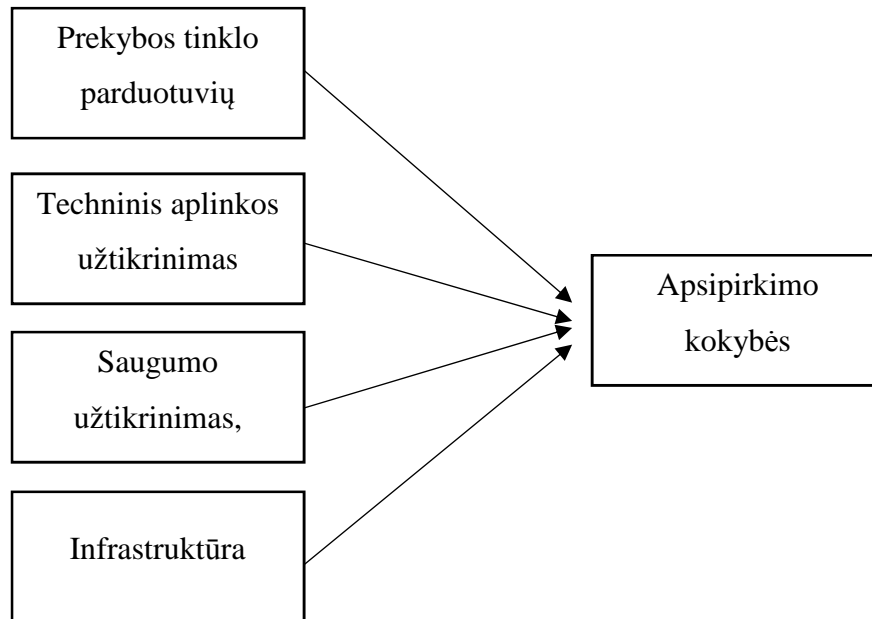 Prekybos tinklo
parduotuvių
Techninis aplinkos
užtikrinimas
Saugumo
užtikrinimas,
Infrastruktūra
Apsipirkimo
kokybės